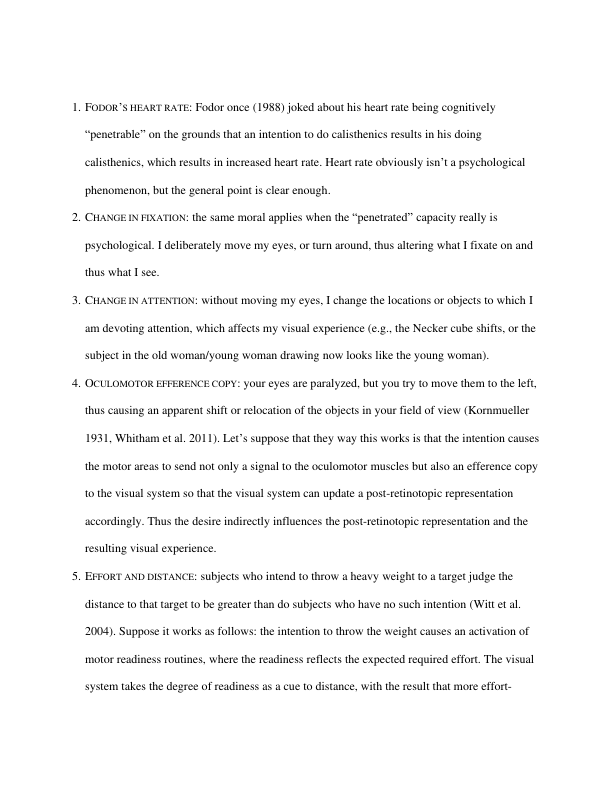 1. FODOR’S HEART RATE: Fodor once (1988) joked about his heart rate being cognitively
“penetrable” on the grounds that an intention to do calisthenics results in his doing
calisthenics, which results in increased heart rate. Heart rate obviously isn’t a psychological
phenomenon, but the general point is clear enough.
2. CHANGE IN FIXATION: the same moral applies when the “penetrated” capacity really is
psychological. I deliberately move my eyes, or turn around, thus altering what I fixate on and
thus what I see.
3. CHANGE IN ATTENTION: without moving my eyes, I change the locations or objects to which I
am devoting attention, which affects my visual experience (e.g., the Necker cube shifts, or the
subject in the old woman/young woman drawing now looks like the young woman).
4. OCULOMOTOR EFFERENCE COPY: your eyes are paralyzed, but you try to move them to the left,
thus causing an apparent shift or relocation of the objects in your field of view (Kornmueller
1931, Whitham et al. 2011). Let’s suppose that they way this works is that the intention causes
the motor areas to send not only a signal to the oculomotor muscles but also an efference copy
to the visual system so that the visual system can update a post-retinotopic representation
accordingly. Thus the desire indirectly influences the post-retinotopic representation and the
resulting visual experience.
5. EFFORT AND DISTANCE: subjects who intend to throw a heavy weight to a target judge the
distance to that target to be greater than do subjects who have no such intention (Witt et al.
2004). Suppose it works as follows: the intention to throw the weight causes an activation of
motor readiness routines, where the readiness reflects the expected required effort. The visual
system takes the degree of readiness as a cue to distance, with the result that more effort-